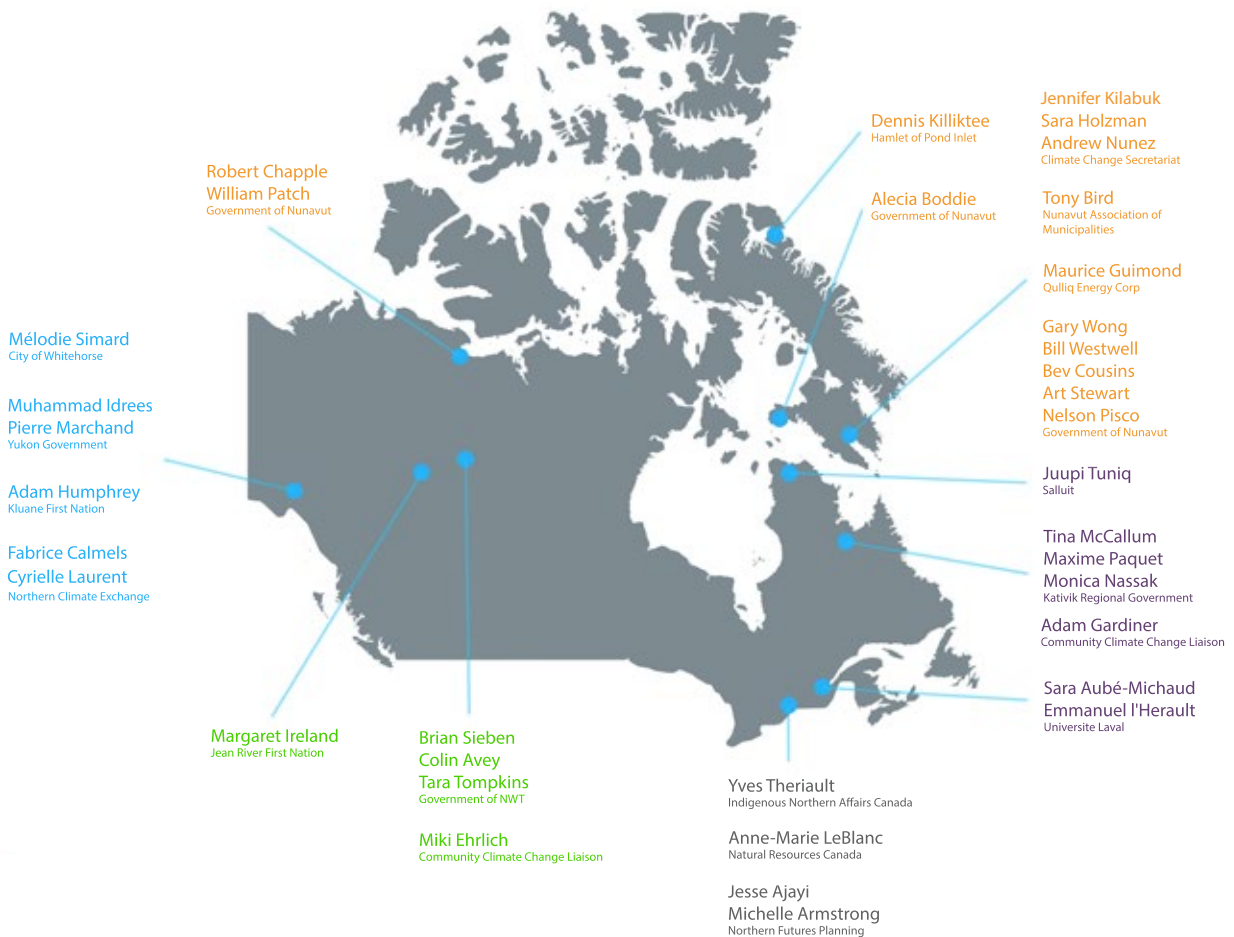 Robert Chapple
William Patch
Government of Nunavut
Dennis Killiktee
Hamlet of Pond Inlet
Alecia Boddie
Government of Nunavut
Jennifer Kilabuk
Sara Holzman
Andrew Nunez
Climate Change Secretariat
Tony Bird
Nunavut Association of
Municipalities
Maurice Guimond
Qulliq Energy Corp
Gary Wong
Bill Westwell
Bev Cousins
Art Stewart
Nelson Pisco
Government of Nunavut
Mélodie Simard
City of Whitehorse
Muhammad Idrees
Pierre Marchand
Yukon Government
Adam Humphrey
Kluane First Nation
Fabrice Calmels
Cyrielle Laurent
Northern Climate Exchange
Juupi Tuniq
Salluit
Tina McCallum
Maxime Paquet
Monica Nassak
Kativik Regional Government
Adam Gardiner
Community Climate Change Liaison
Sara Aubé-Michaud
Emmanuel l'Herault
Universite Laval
Margaret Ireland
Jean River First Nation
Brian Sieben
Colin Avey
Tara Tompkins
Government of NWT
Miki Ehrlich
Community Climate Change Liaison
Yves Theriault
Indigenous Northern Affairs Canada
Anne-Marie LeBlanc
Natural Resources Canada
Jesse Ajayi
Michelle Armstrong
Northern Futures Planning